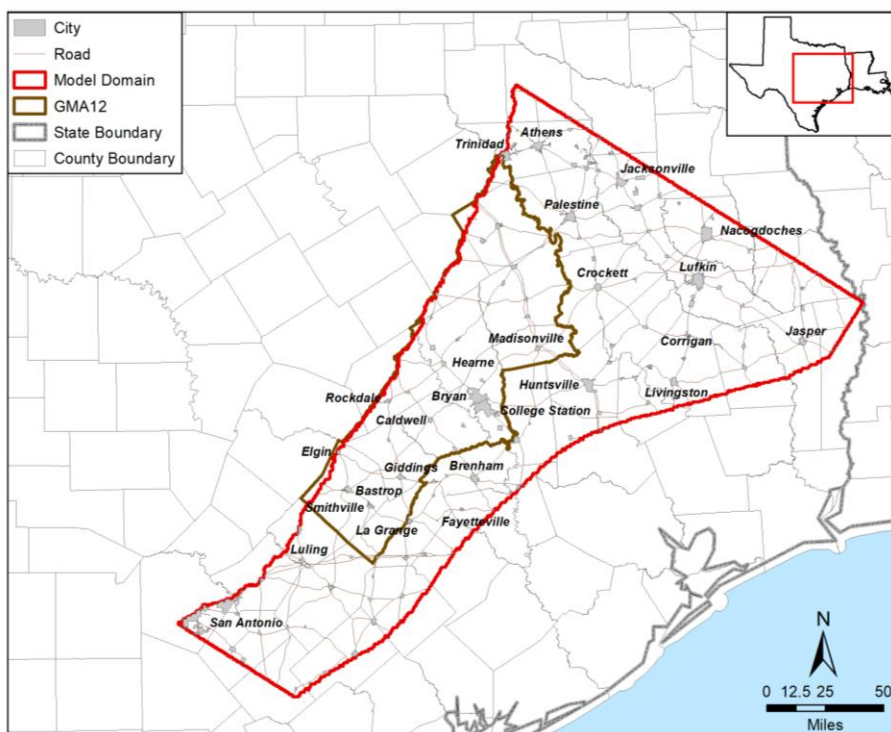 City
Road
Model Domain
GMA12
State Boundary
County Boundary
Trinidad
Athens
Jacksonville
Palestine
Nacogdoches
Crockett
Lufkin
Madisonville
Corrigan
Jasper
Hearne
Huntsville
Livingston
Rockdale
Bryan
College Station
Caldwell
Elgin
Giddings
Brenham
Bastrop
Smithville
La Grange
Fayetteville
Luling
San Antonio
N
0 12.5 25 50
Miles